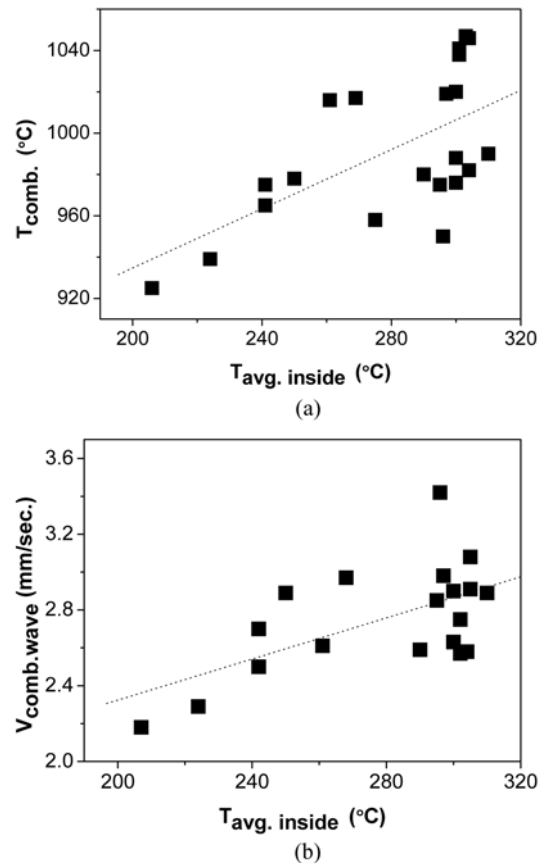 1040
1000
960
920
Tcomb. (°C)
200 240 280 320
Tavg. inside (°C)
(a)
3.6
3.2
2.8
2.4
2.0
Vcomb.wave (mm/sec.)
200 240 280 320
Tavg. inside (°C)
(b)